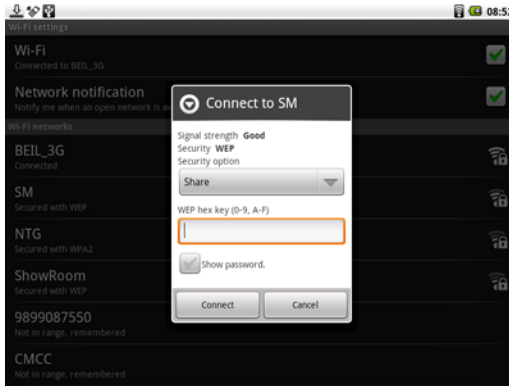 08:52
Wi-Fi settings
Wi-Fi
Connected to BEIL_3G
Network notification
Notify me when an open network is av
Wi-Fi networks
BEIL_3G
Connected
SM
Secured with WEP
NTG
Secured with WPA2
ShowRoom
Secured with WEP
9899087550
Not in range, remembered
CMCC
Not in range, remembered
Connect to SM
Signal strength Good
Security WEP
Security option
Share
WEP hex key (0-9, A-F)
Show password.
Connect
Cancel